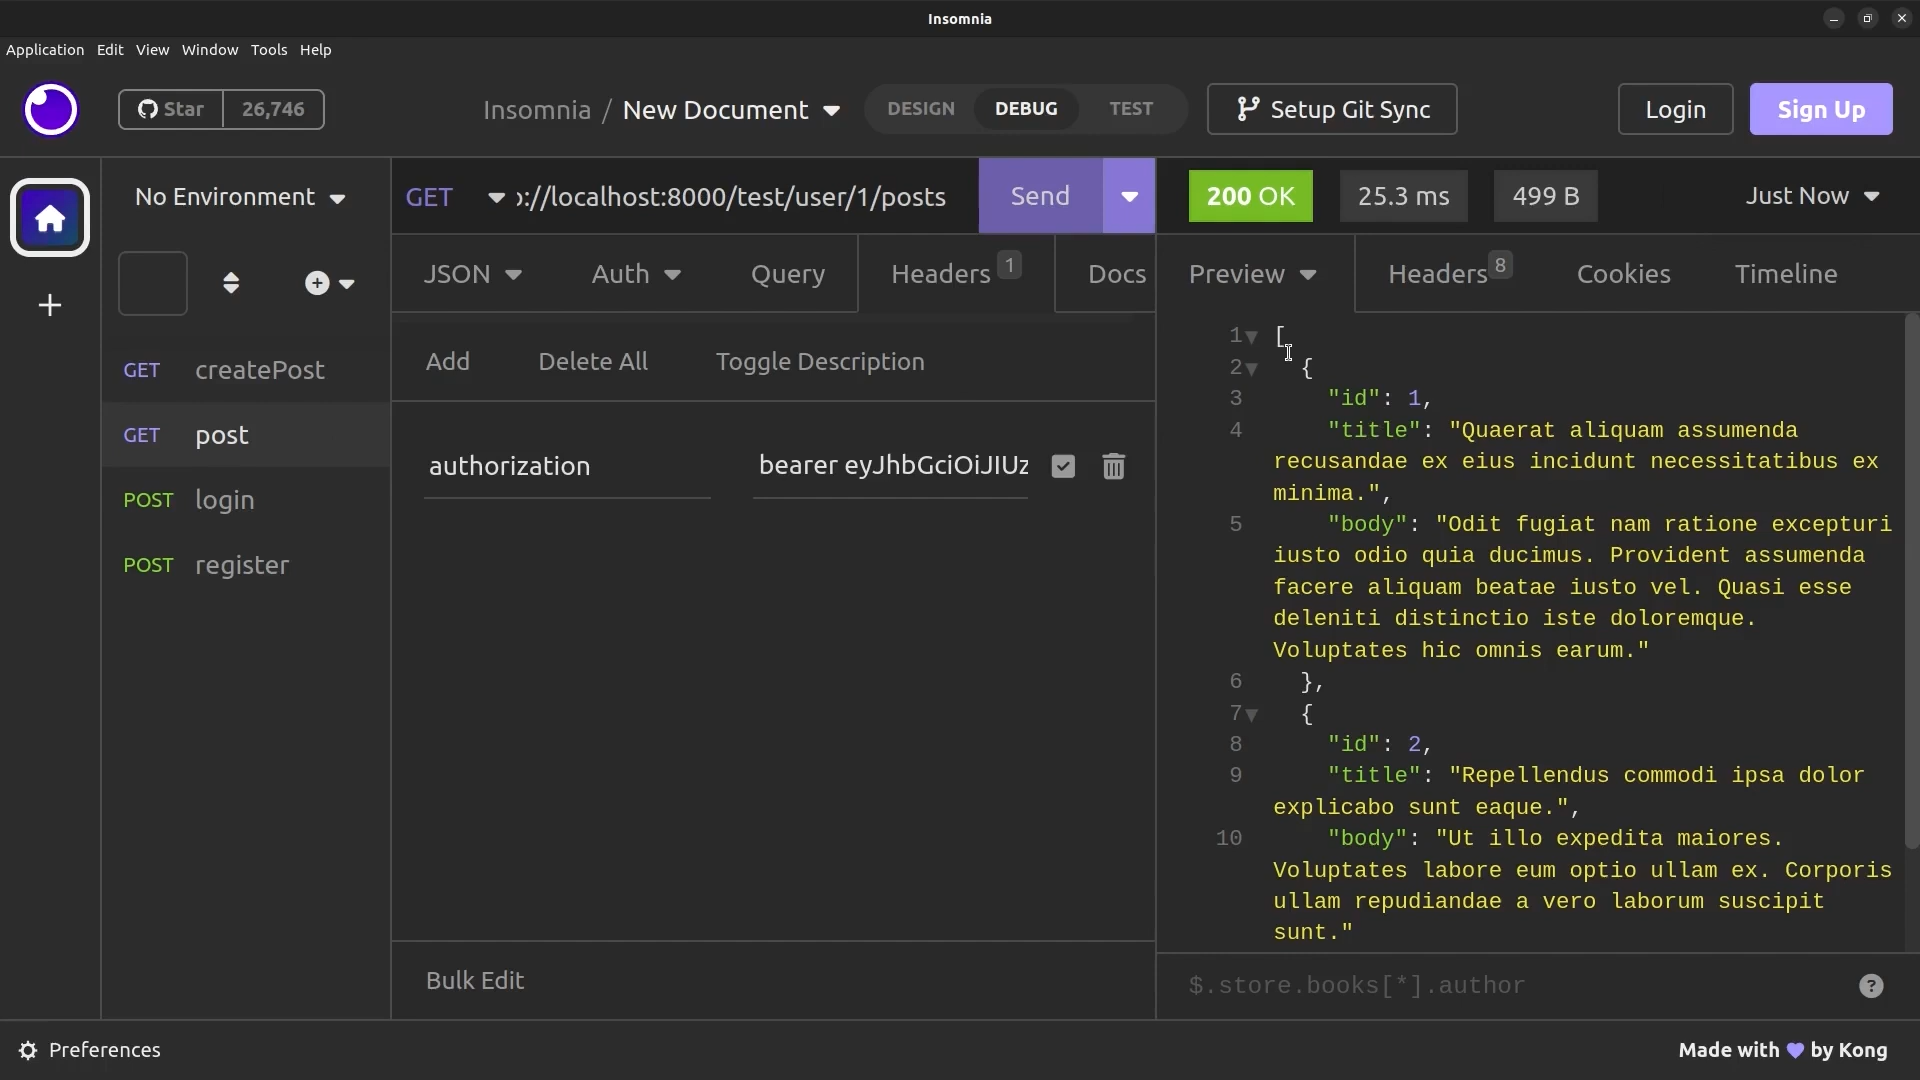 Insomnia
Application Edit View Window Tools Help
Star 26,746
Insomnia / New Document
DESIGN DEBUG TEST
Setup Git Sync
Login
Sign Up
No Environment
GET ://localhost:8000/test/user/1/posts
Send
200 OK
25.3 ms
499 B
Just Now
JSON Auth Query Headers 1 Docs
Preview Headers 8 Cookies Timeline
Add Delete All Toggle Description
GET createPost
GET post
POST login
POST register
authorization
bearer eyJhbGciOiJIUz
Bulk Edit
1 [
2 {
3 "id": 1,
4 "title": "Quaerat aliquam assumenda
recusandae ex eius incidunt necessitatibus ex
minima.",
5 "body": "Odit fugiat nam ratione excepturi
iusto odio quia ducimus. Provident assumenda
facere aliquam beatae iusto vel. Quasi esse
deleniti distinctio iste doloremque.
Voluptates hic omnis earum."
6 },
7 {
8 "id": 2,
9 "title": "Repellendus commodi ipsa dolor
explicabo sunt eaque.",
10 "body": "Ut illo expedita maiores.
Voluptates labore eum optio ullam ex. Corporis
ullam repudiandae a vero laborum suscipit
sunt."
$.store.books[*].author
?
Preferences
Made with 💜 by Kong